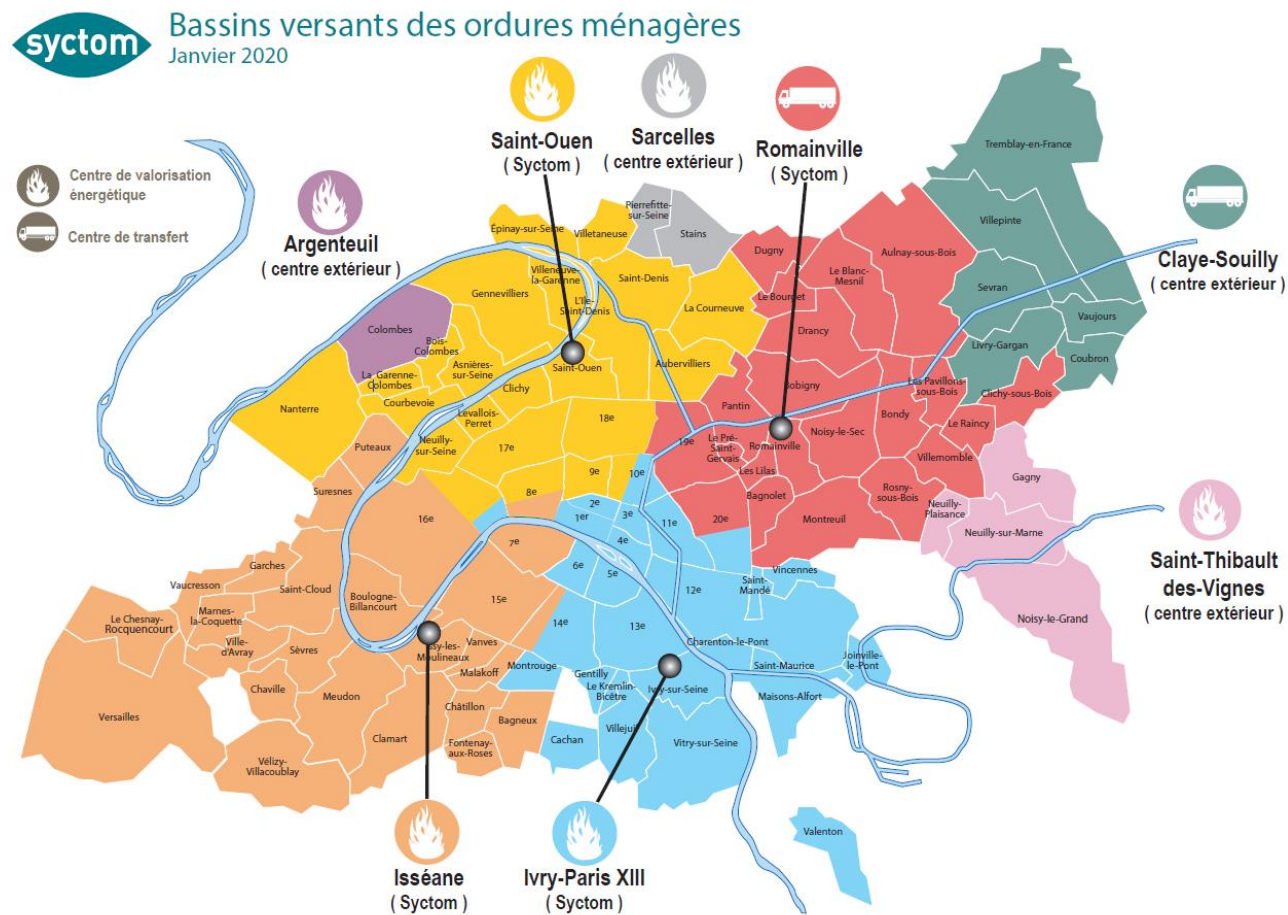 syctom
Bassins versants des ordures ménagères
Janvier 2020
Centre de valorisation
énergétique
Centre de transfert
Argenteuil
( centre extérieur )
Saint-Ouen
( Syctom )
Sarcelles
( centre extérieur )
Romainville
( Syctom )
Claye-Souilly
( centre extérieur )
Saint-Thibault
des-Vignes
( centre extérieur )
Isséane
( Syctom )
Ivry-Paris XIII
( Syctom )
Tremblay-en-France
Villepinte
Sevran
Vaujours
Coubron
Livry-Gargan
Clichy-sous-Bois
Pierrefitte-
sur-Seine
Stains
Épinay-sur-Seine
Villetaneuse
Villeneuve-
la-Garenne
Saint-Denis
L'Ile-
Saint-Denis
Gennevilliers
La Courneuve
Aubervilliers
Saint-Ouen
Colombes
Bois-
Colombes
Asnières-
sur-Seine
La Garenne-
Colombes
Courbevoie
Clichy
Levallois-
Perret
Nanterre
Neuilly-
sur-Seine
Puteaux
Suresnes
17e
18e
8e
9e
10e
2e
1er
3e
11e
4e
5e
6e
7e
16e
15e
14e
13e
12e
19e
20e
Dugny
Le Bourget
Le Blanc-
Mesnil
Aulnay-sous-Bois
Drancy
Bobigny
Pantin
Le Pré-
Saint-
Gervais
Les Lilas
Romainville
Noisy-le-Sec
Bondy
Les Pavillons-
sous-Bois
Le Raincy
Villemomble
Rosny-
sous-Bois
Bagnolet
Montreuil
Gagny
Neuilly-
Plaisance
Neuilly-sur-Marne
Noisy-le-Grand
Vincennes
Saint-
Mandé
Charenton-le-Pont
Saint-Maurice
Joinville-
le-Pont
Maisons-Alfort
Ivry-sur-Seine
Gentilly
Le Kremlin-
Bicêtre
Villejuif
Vitry-sur-Seine
Cachan
Montrouge
Valenton
Garches
Vaucresson
Saint-Cloud
Marnes-
la-Coquette
Le Chesnay-
Rocquencourt
Ville-
d'Avray
Sèvres
Boulogne-
Billancourt
Issy-les-
Moulineaux
Vanves
Malakoff
Chaville
Meudon
Versailles
Vélizy-
Villacoublay
Clamart
Châtillon
Bagneux
Fontenay-
aux-Roses